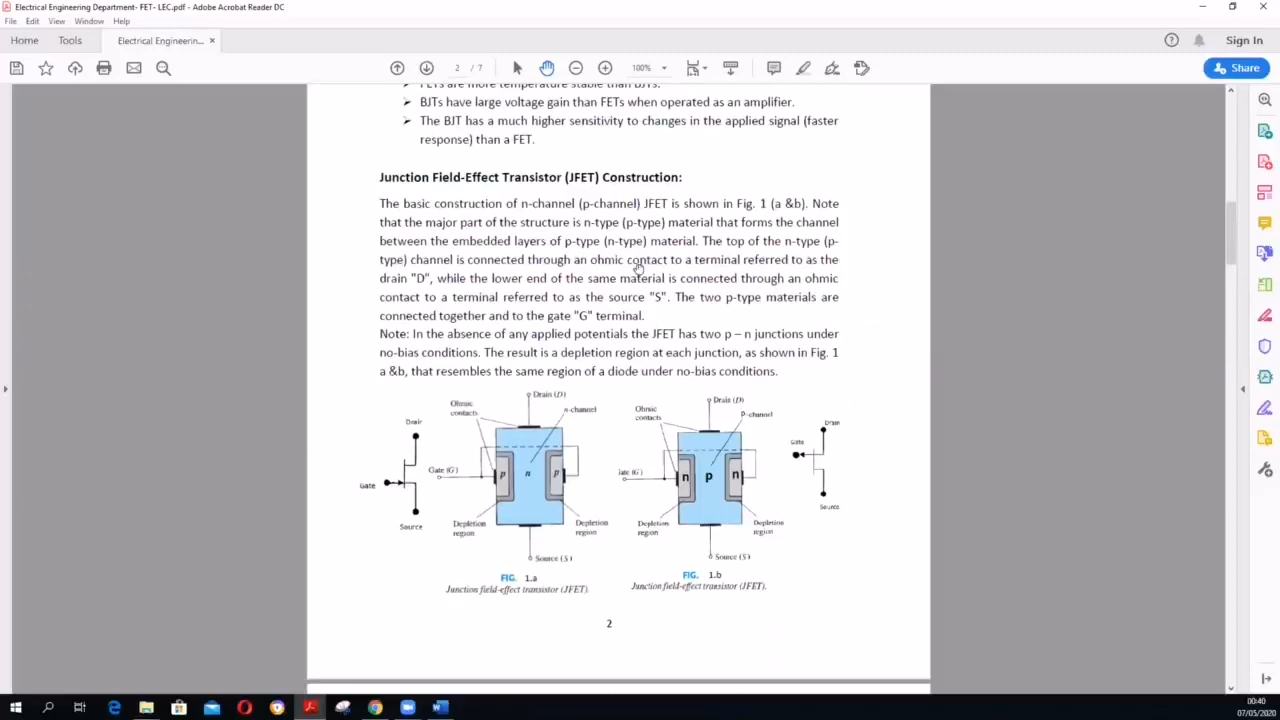 Electrical Engineering Department- FET- LEC.pdf - Adobe Acrobat Reader DC
File Edit View Window Help
Home Tools Electrical Engineerin... × Sign In
2 / 7 100% Share
FETs are more temperature stable than BJTs.
BJTs have large voltage gain than FETs when operated as an amplifier.
The BJT has a much higher sensitivity to changes in the applied signal (faster
response) than a FET.
Junction Field-Effect Transistor (JFET) Construction:
The basic construction of n-channel (p-channel) JFET is shown in Fig. 1 (a &b). Note
that the major part of the structure is n-type (p-type) material that forms the channel
between the embedded layers of p-type (n-type) material. The top of the n-type (p-
type) channel is connected through an ohmic contact to a terminal referred to as the
drain "D", while the lower end of the same material is connected through an ohmic
contact to a terminal referred to as the source "S". The two p-type materials are
connected together and to the gate "G" terminal.
Note: In the absence of any applied potentials the JFET has two p – n junctions under
no-bias conditions. The result is a depletion region at each junction, as shown in Fig. 1
a &b, that resembles the same region of a diode under no-bias conditions.
Drain
Gate
Source
Ohmic
contacts
Drain (D)
n-channel
Gate (G)
p n p
Depletion
region
Depletion
region
Source (S)
FIG. 1.a
Junction field-effect transistor (JFET).
Ohmic
contacts
Drain (D)
P-channel
Gate (G)
n p n
Depletion
region
Depletion
region
Source (S)
FIG. 1.b
Junction field-effect transistor (JFET).
Drain
Gate
Source
2
00:40
07/05/2020